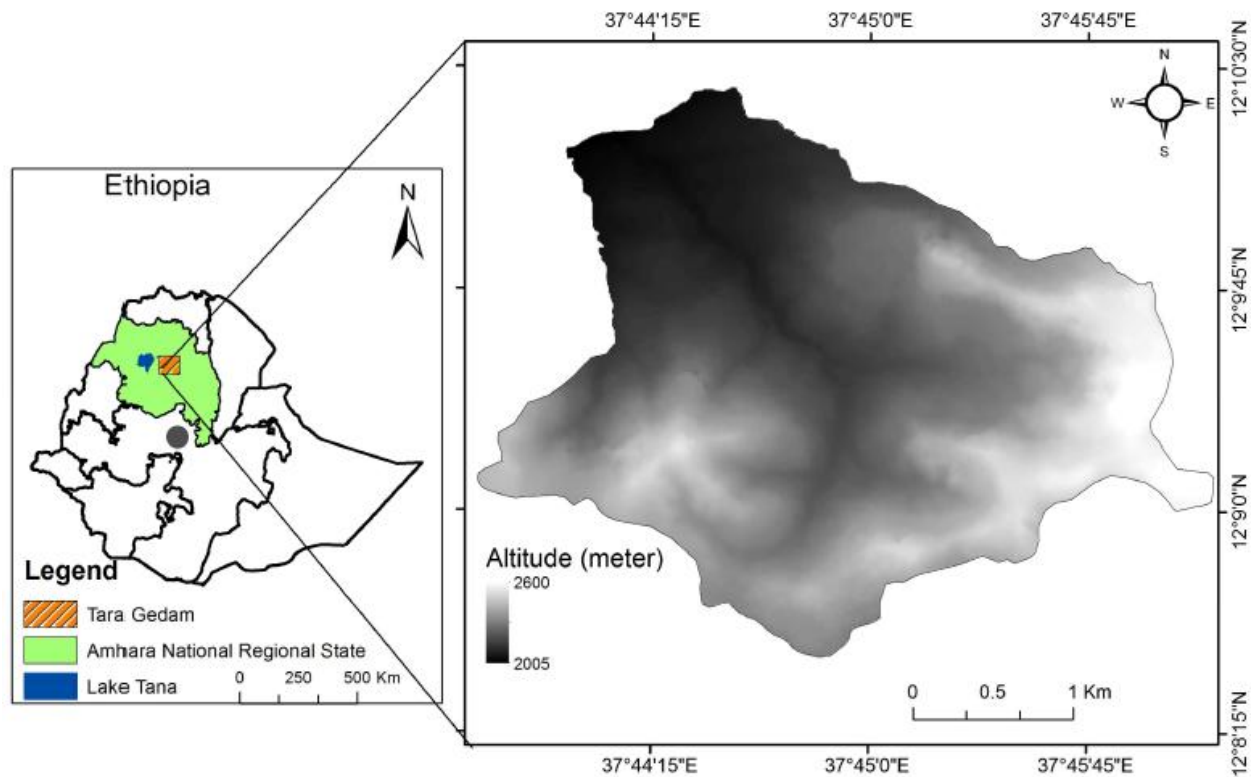 37°44'15"E 37°45'0"E 37°45'45"E
12°10'30"N
N
W E
S
Ethiopia
N
12°9'45"N
12°9'0"N
Altitude (meter)
2600
2005
Legend
Tara Gedam
Amhara National Regional State
Lake Tana
0 250 500 Km
0 0.5 1 Km
12°8'15"N
37°44'15"E 37°45'0"E 37°45'45"E